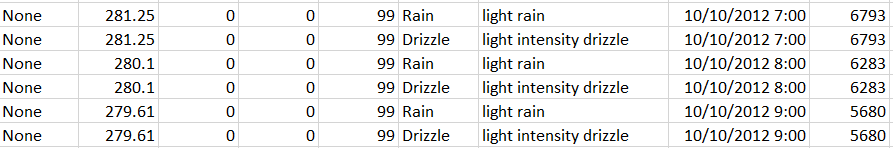 None 281.25 0 0 99 Rain light rain 10/10/2012 7:00 6793
None 281.25 0 0 99 Drizzle light intensity drizzle 10/10/2012 7:00 6793
None 280.1 0 0 99 Rain light rain 10/10/2012 8:00 6283
None 280.1 0 0 99 Drizzle light intensity drizzle 10/10/2012 8:00 6283
None 279.61 0 0 99 Rain light rain 10/10/2012 9:00 5680
None 279.61 0 0 99 Drizzle light intensity drizzle 10/10/2012 9:00 5680